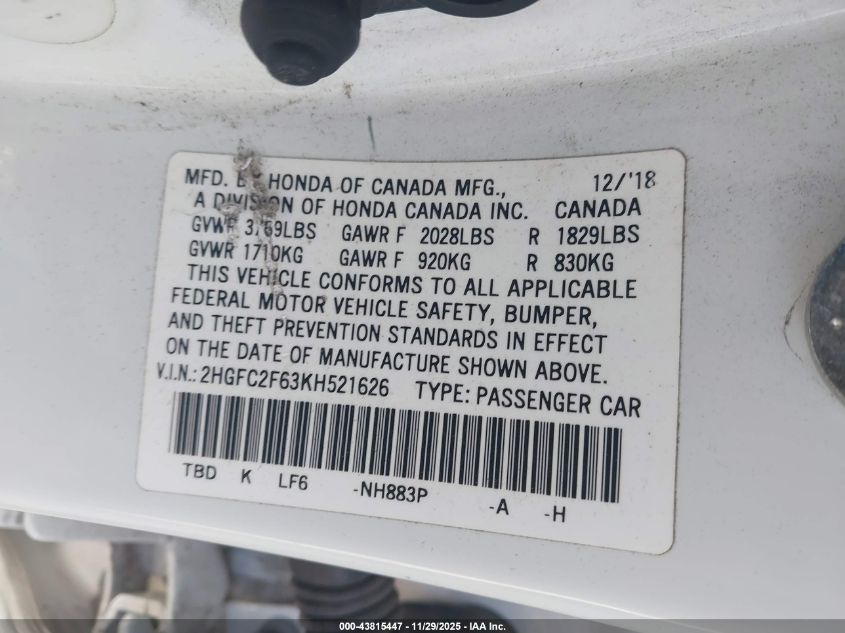 MFD. BY HONDA OF CANADA MFG., 12/'18
A DIVISION OF HONDA CANADA INC. CANADA
GVWR 3769LBS GAWR F 2028LBS R 1829LBS
GVWR 1710KG GAWR F 920KG R 830KG
THIS VEHICLE CONFORMS TO ALL APPLICABLE
FEDERAL MOTOR VEHICLE SAFETY, BUMPER,
AND THEFT PREVENTION STANDARDS IN EFFECT
ON THE DATE OF MANUFACTURE SHOWN ABOVE.
V.I.N.: 2HGFC2F63KH521626 TYPE: PASSENGER CAR
TBD K LF6 -NH883P -A -H
000-43815447 - 11/29/2025 - IAA Inc.